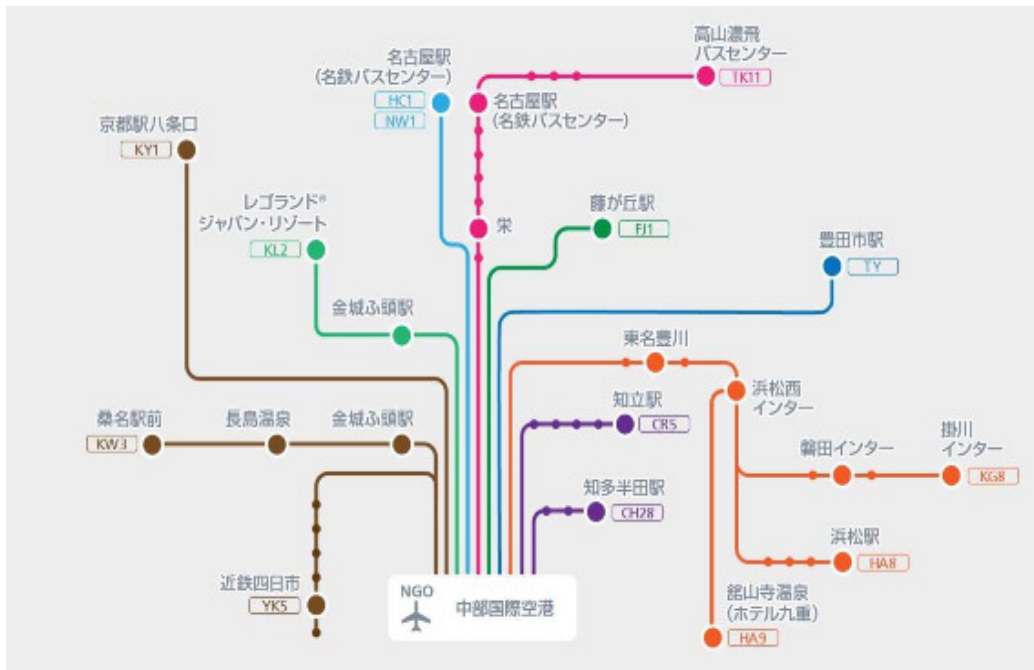 高山濃飛
バスセンター
TK11
名古屋駅
(名鉄バスセンター)
HC1
NW1
名古屋駅
(名鉄バスセンター)
京都駅八条口
KY1
レゴランド®
ジャパン・リゾート
KL2
栄
藤が丘駅
FJ1
豊田市駅
TY
金城ふ頭駅
東名豊川
浜松西
インター
桑名駅前
KW3
長島温泉
金城ふ頭駅
知立駅
CR5
磐田インター
掛川
インター
KG8
知多半田駅
CH28
浜松駅
HA8
近鉄四日市
YK5
NGO
中部国際空港
舘山寺温泉
(ホテル九重)
HA9